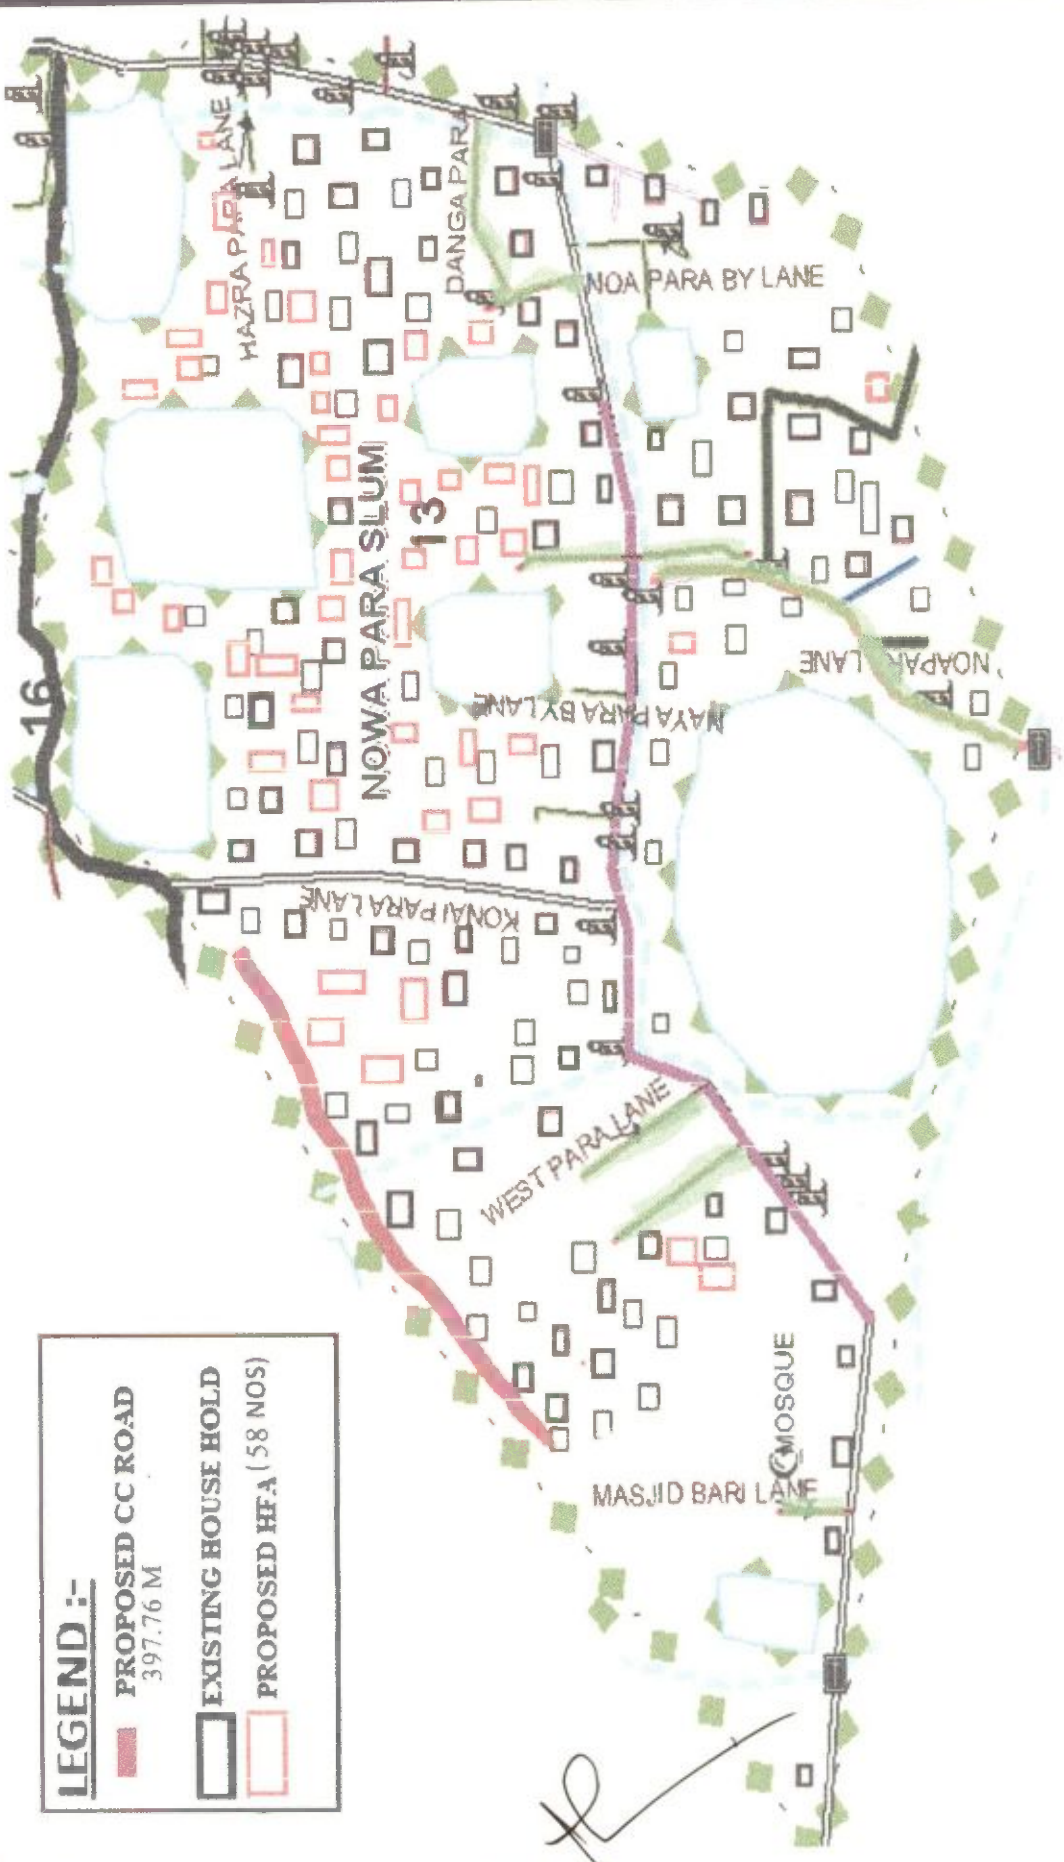 LEGEND :-
PROPOSED CC ROAD
397.76 M
EXISTING HOUSE HOLD
PROPOSED HFA (58 NOS)
16
HAZRA PARA LANE
DANGA PARA
NOA PARA BY LANE
NOWA PARA SLUM
13
NAYA PARA BY LANE
NOAPARA LANE
KONAI PARA LANE
WEST PARA LANE
MOSQUE
MASJID BARI LANE